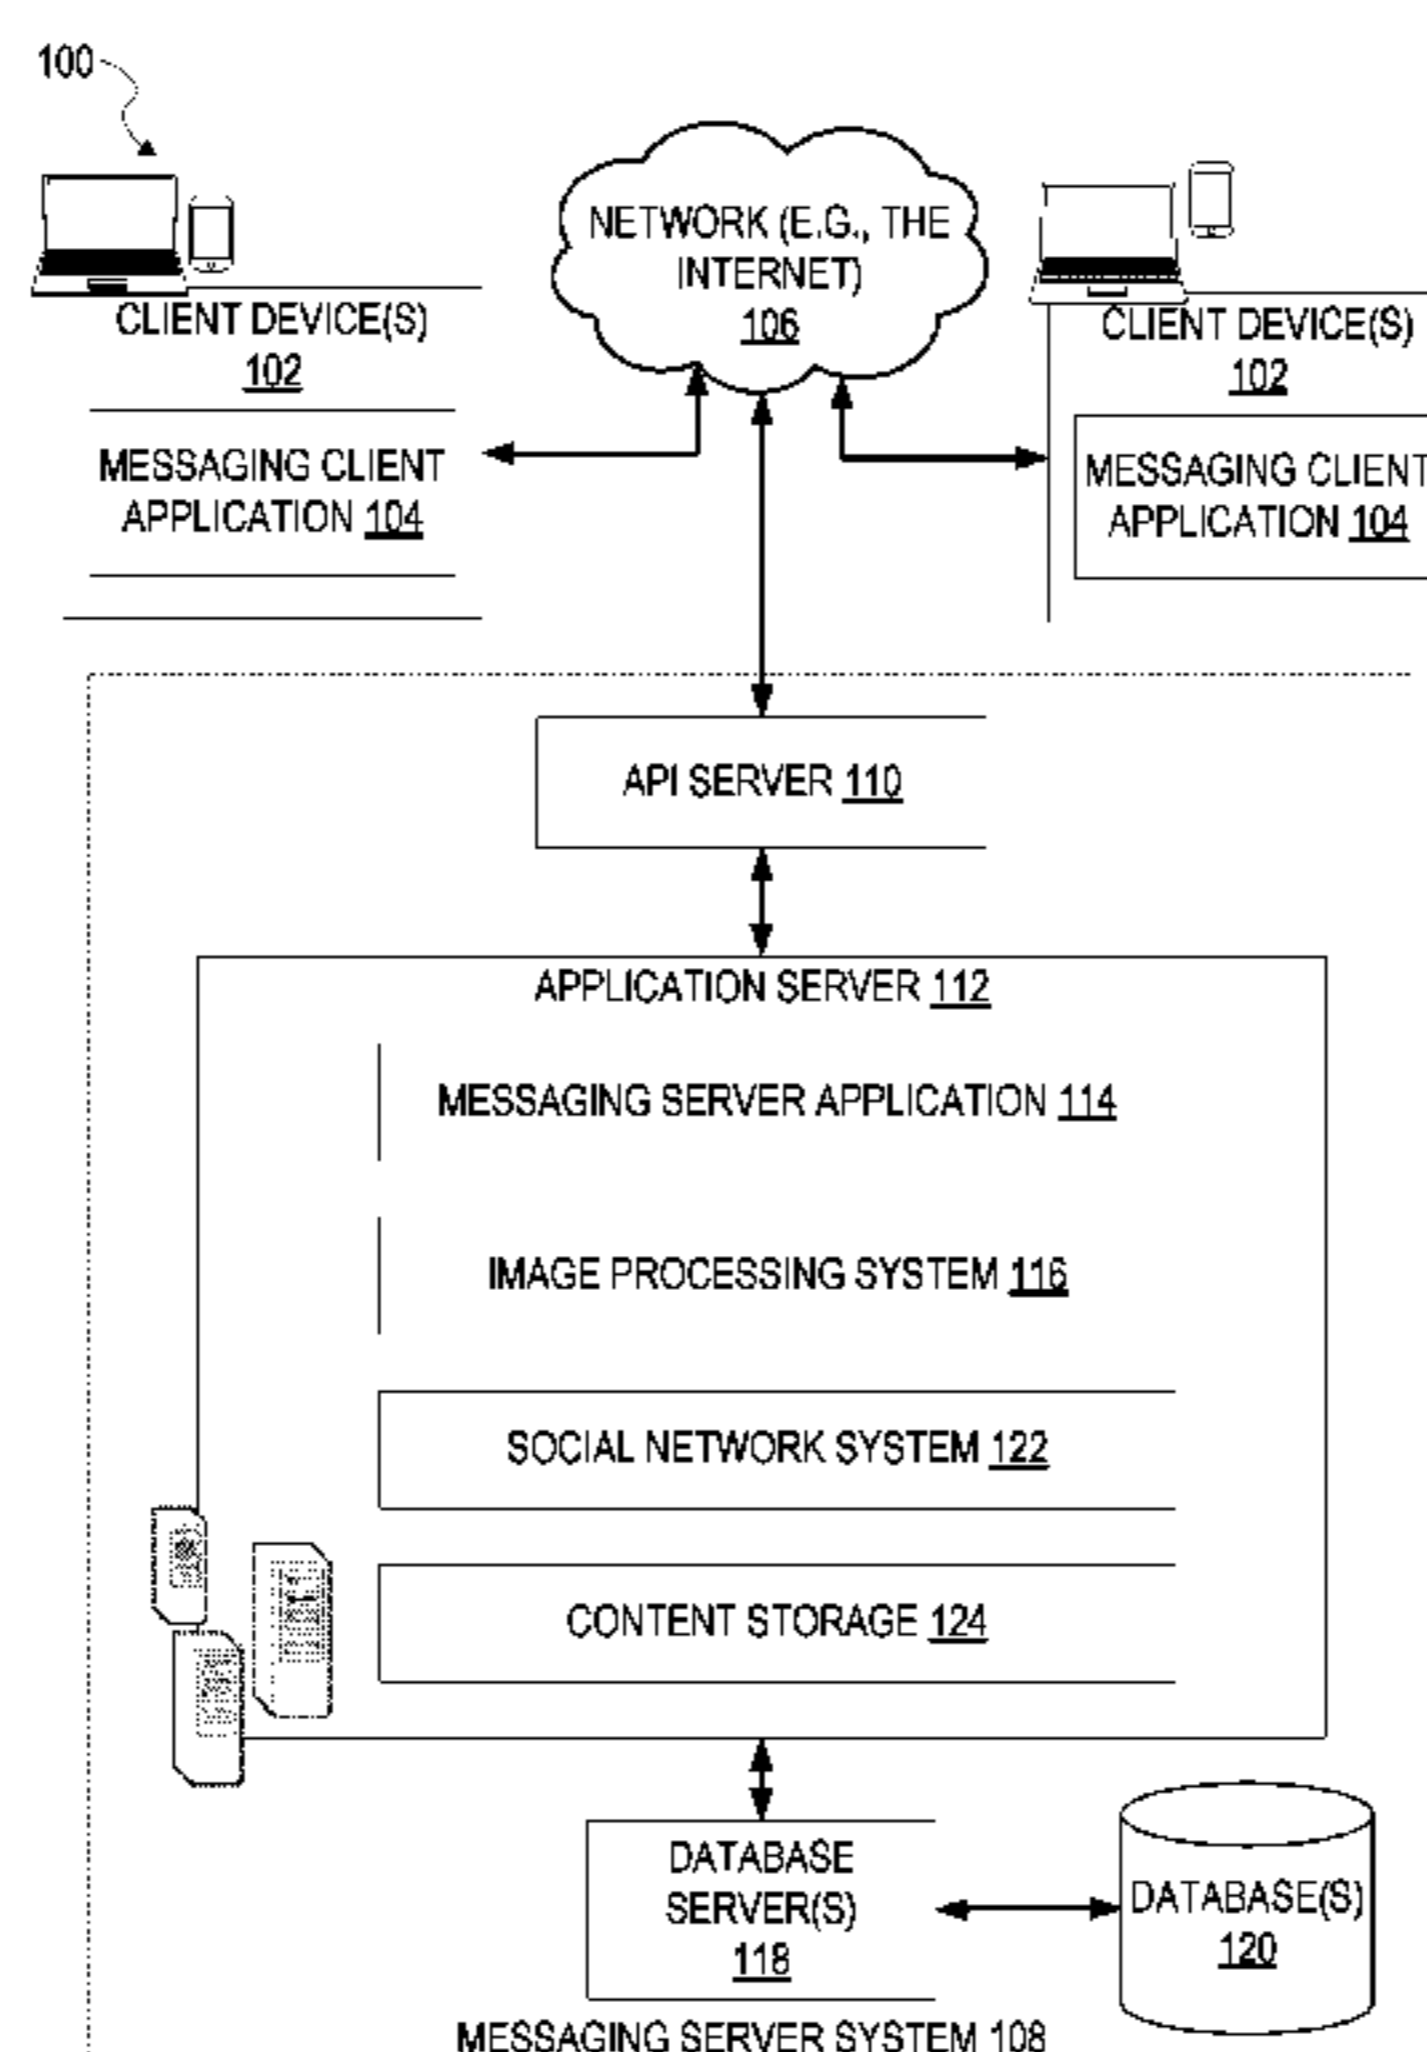 100
NETWORK (E.G., THE
INTERNET)
106
CLIENT DEVICE(S)
102
MESSAGING CLIENT
APPLICATION 104
CLIENT DEVICE(S)
102
MESSAGING CLIENT
APPLICATION 104
API SERVER 110
APPLICATION SERVER 112
MESSAGING SERVER APPLICATION 114
IMAGE PROCESSING SYSTEM 116
SOCIAL NETWORK SYSTEM 122
CONTENT STORAGE 124
DATABASE
SERVER(S)
118
DATABASE(S)
120
MESSAGING SERVER SYSTEM 108